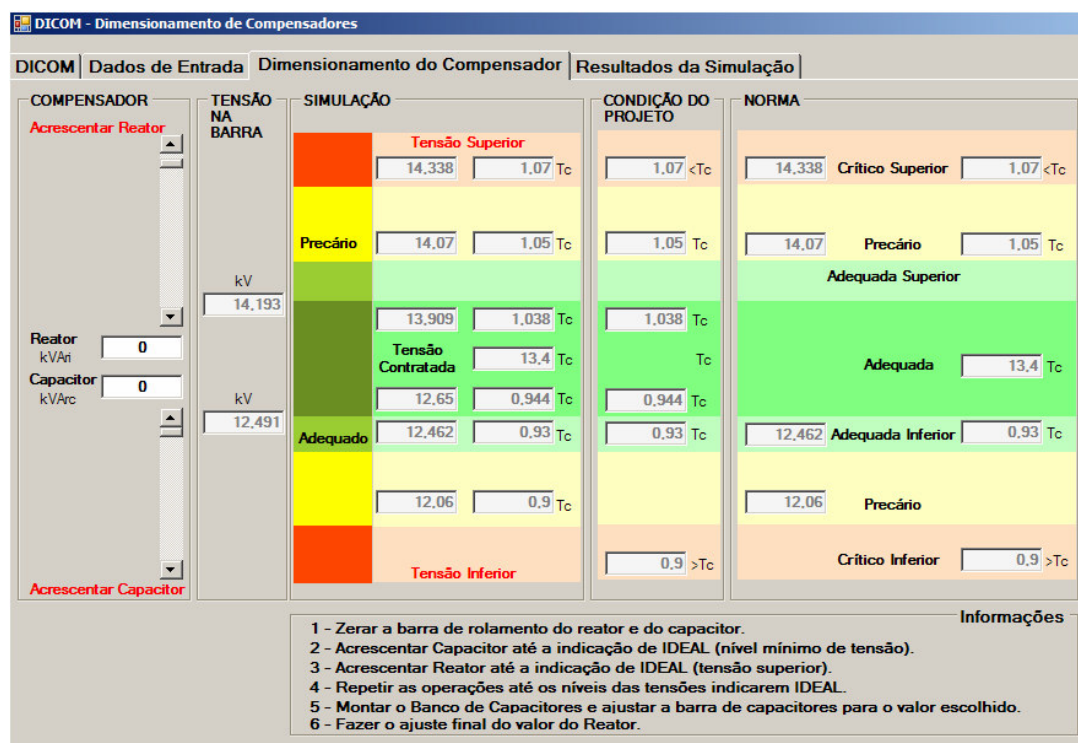 DICOM - Dimensionamento de Compensadores
DICOM Dados de Entrada Dimensionamento do Compensador Resultados da Simulação
COMPENSADOR
Acrescentar Reator
Reator
kVAri
0
Capacitor
kVArc
0
Acrescentar Capacitor
TENSÃO
NA
BARRA
kV
14,193
kV
12,491
SIMULAÇÃO
Tensão Superior
14,338 1,07 Tc
Precário 14,07 1,05 Tc
13,909 1,038 Tc
Tensão
Contratada
13,4 Tc
12,65 0,944 Tc
Adequado 12,462 0,93 Tc
12,06 0,9 Tc
Tensão Inferior
CONDIÇÃO DO
PROJETO
1,07 <Tc
1,05 Tc
1,038 Tc
Tc
0,944 Tc
0,93 Tc
0,9 >Tc
NORMA
14,338 Crítico Superior 1,07 <Tc
14,07 Precário 1,05 Tc
Adequada Superior
Adequada 13,4 Tc
12,462 Adequada Inferior 0,93 Tc
12,06 Precário
Crítico Inferior 0,9 >Tc
Informações
1 - Zerar a barra de rolamento do reator e do capacitor.
2 - Acrescentar Capacitor até a indicação de IDEAL (nível mínimo de tensão).
3 - Acrescentar Reator até a indicação de IDEAL (tensão superior).
4 - Repetir as operações até os níveis das tensões indicarem IDEAL.
5 - Montar o Banco de Capacitores e ajustar a barra de capacitores para o valor escolhido.
6 - Fazer o ajuste final do valor do Reator.